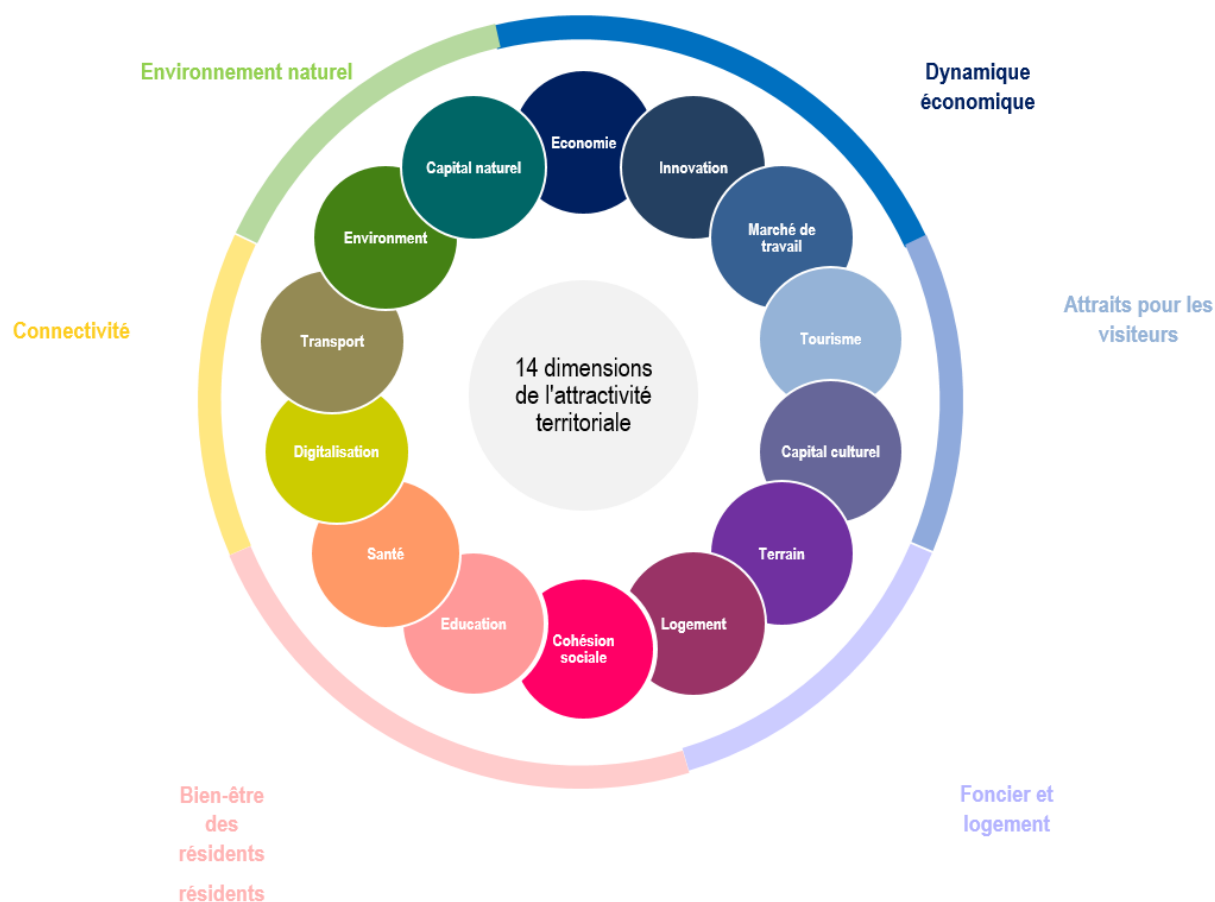 Environnement naturel
Dynamique
économique
Economie
Capital naturel
Innovation
Environment
Marché de
travail
Connectivité
Transport
14 dimensions
de l'attractivité
territoriale
Tourisme
Attraits pour les
visiteurs
Digitalisation
Capital culturel
Santé
Terrain
Education
Cohésion
sociale
Logement
Bien-être
des
résidents
résidents
Foncier et
logement